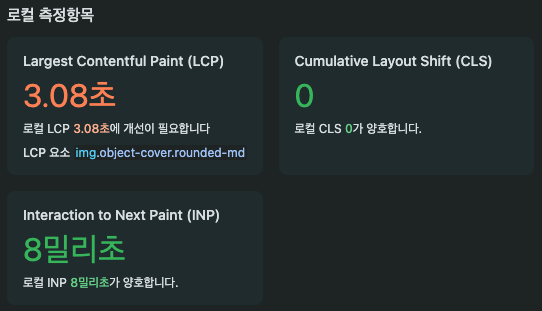 로컬 측정항목
Largest Contentful Paint (LCP)
3.08초
로컬 LCP 3.08초에 개선이 필요합니다
LCP 요소 img.object-cover.rounded-md
Cumulative Layout Shift (CLS)
0
로컬 CLS 0가 양호합니다.
Interaction to Next Paint (INP)
8밀리초
로컬 INP 8밀리초가 양호합니다.